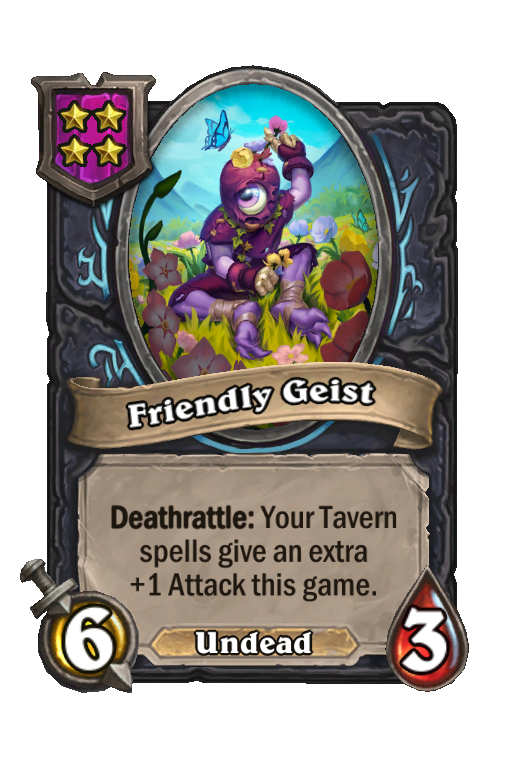 Friendly Geist
Deathrattle: Your Tavern
spells give an extra
+1 Attack this game.
6
Undead
3